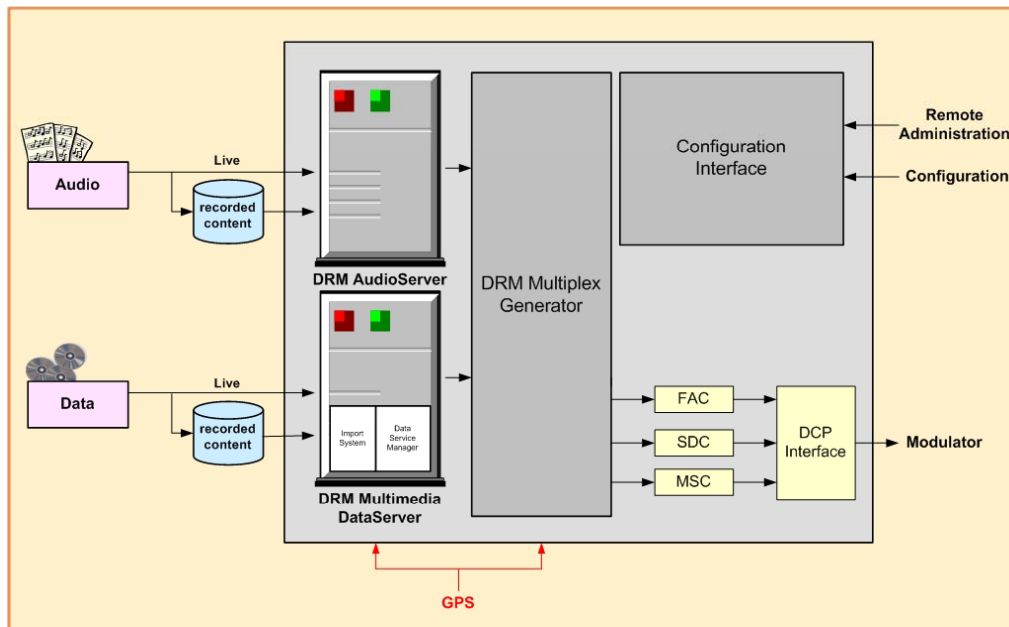 Audio
Live
recorded
content
DRM AudioServer
Data
Live
recorded
content
Import
System
Data
Service
Manager
DRM Multimedia
DataServer
DRM Multiplex
Generator
Configuration
Interface
Remote
Administration
Configuration
FAC
SDC
MSC
DCP
Interface
Modulator
GPS